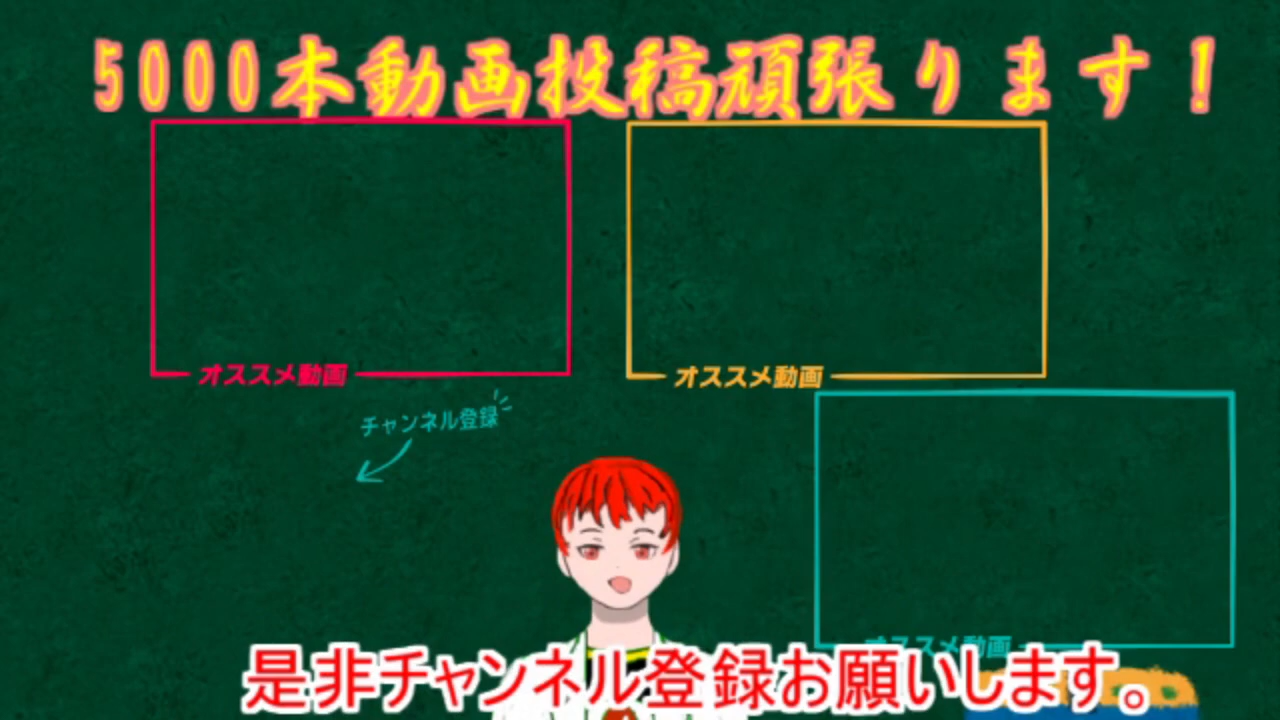 5000本動画投稿頑張ります！
オススメ動画
オススメ動画
チャンネル登録
オススメ動画
是非チャンネル登録お願いします。